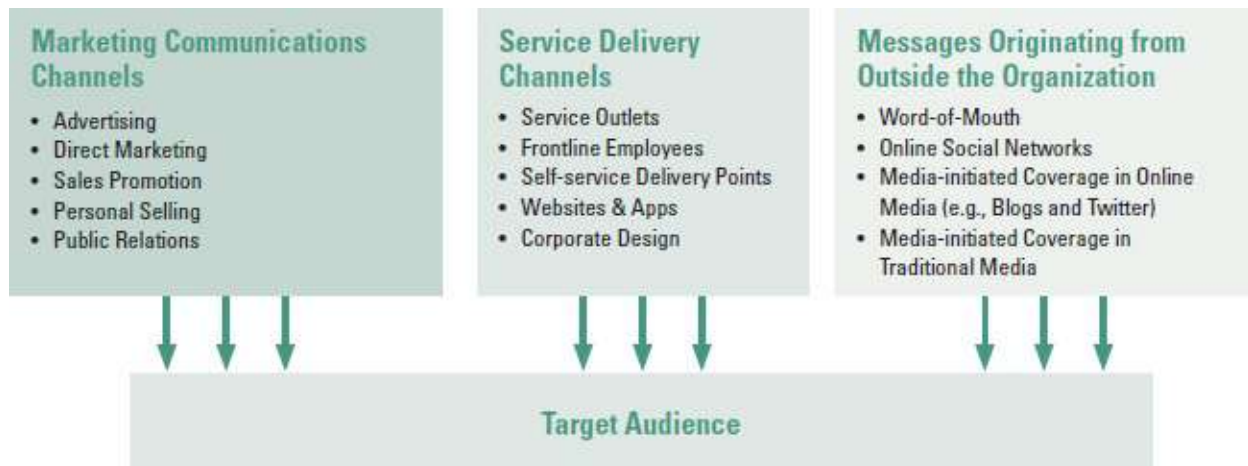 Marketing Communications
Channels
• Advertising
• Direct Marketing
• Sales Promotion
• Personal Selling
• Public Relations
Service Delivery
Channels
• Service Outlets
• Frontline Employees
• Self-service Delivery Points
• Websites & Apps
• Corporate Design
Messages Originating from
Outside the Organization
• Word-of-Mouth
• Online Social Networks
• Media-initiated Coverage in Online
Media (e.g., Blogs and Twitter)
• Media-initiated Coverage in
Traditional Media
Target Audience